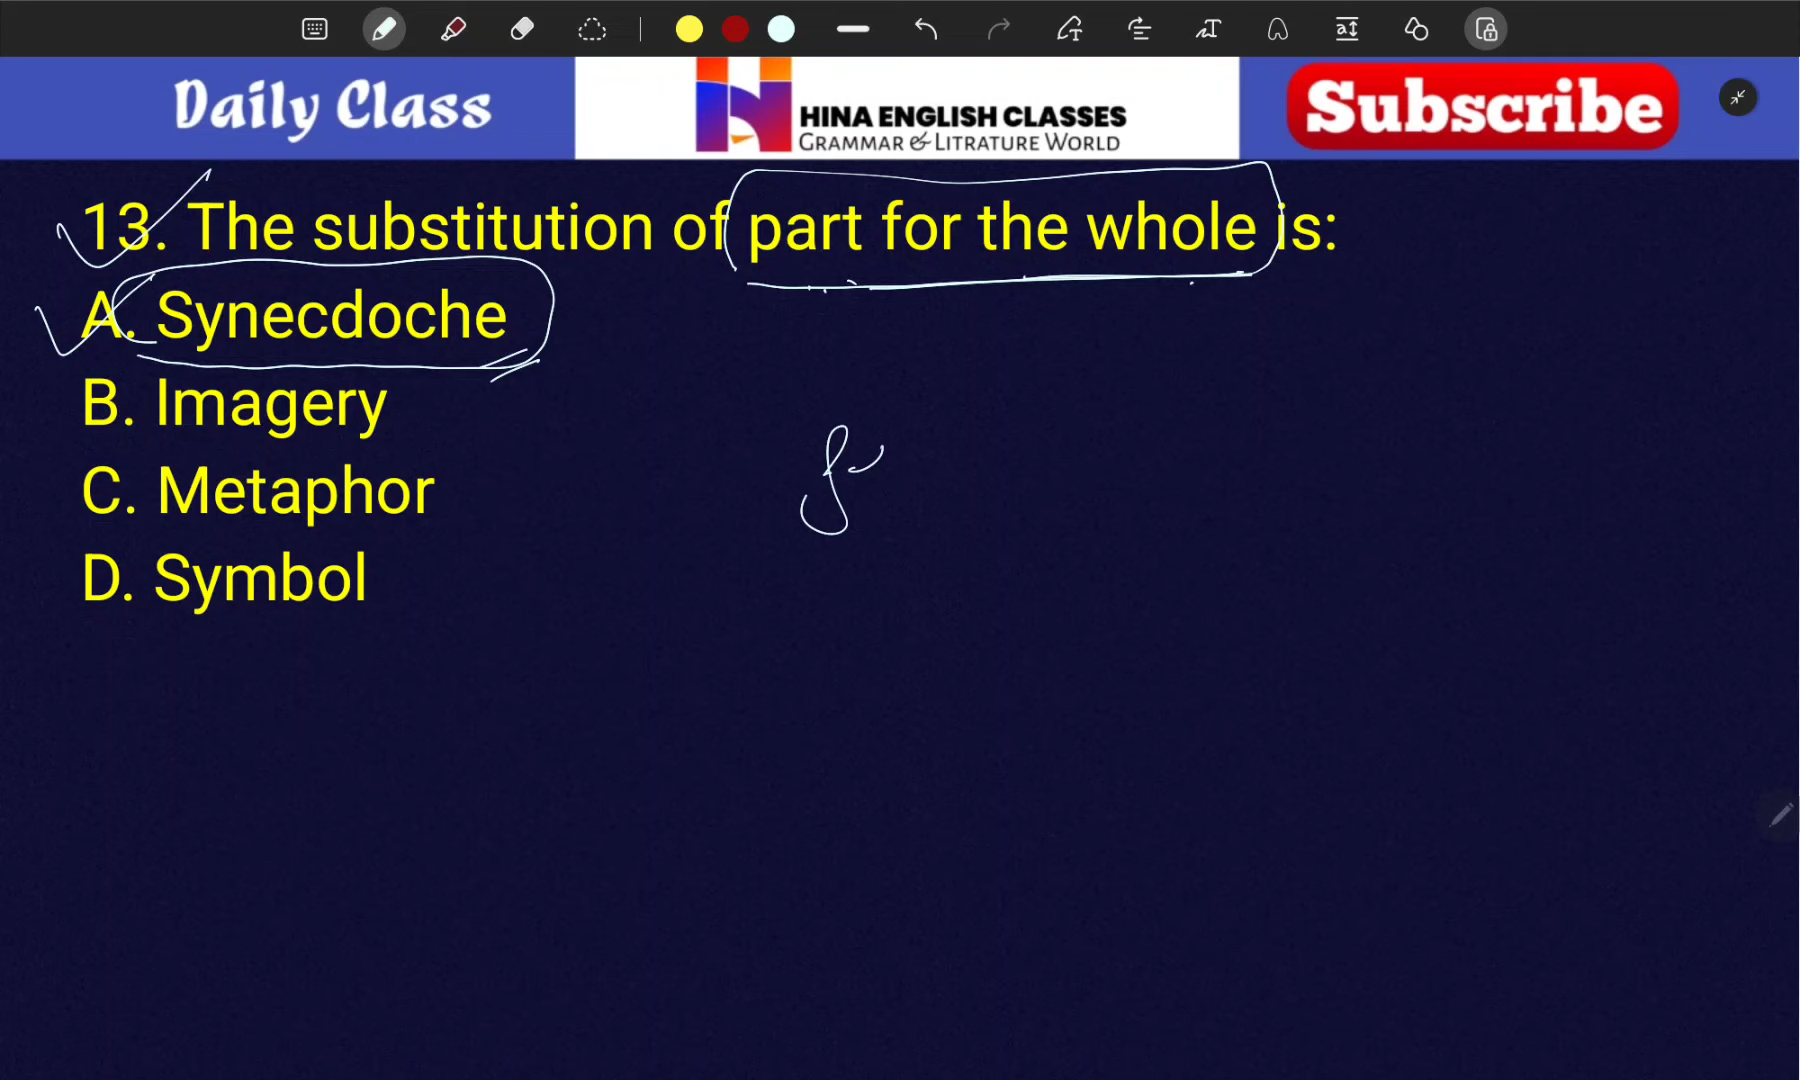 Daily Class
HINA ENGLISH CLASSES
GRAMMAR & LITRATURE WORLD
Subscribe
13. The substitution of part for the whole is:
A. Synecdoche
B. Imagery
C. Metaphor
D. Symbol